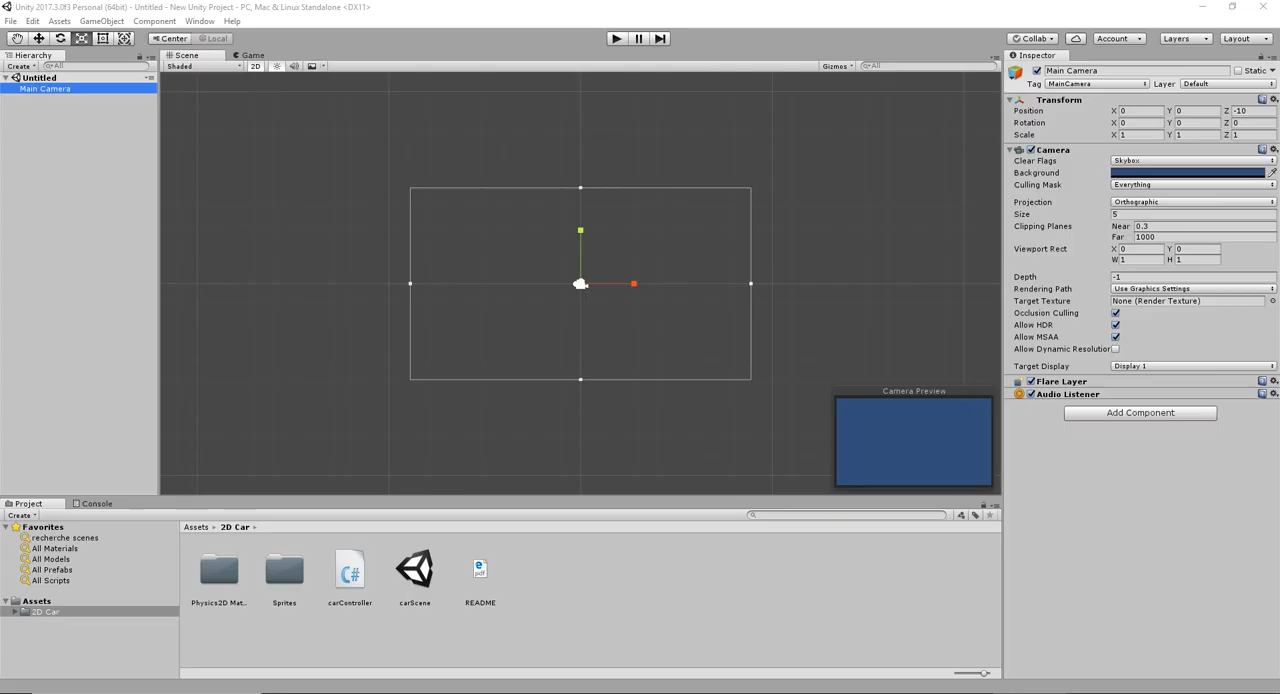 Unity 2017.3.0f3 Personal (64bit) - Untitled - New Unity Project - PC, Mac & Linux Standalone <DX11>
File Edit Assets GameObject Component Window Help
Center Local Collab Account Layers Layout
Hierarchy
Create All
Untitled
Main Camera
Scene Game
Shaded 2D Gizmos All
Camera Preview
Inspector
Main Camera Static
Tag MainCamera Layer Default
Transform
Position X 0 Y 0 Z -10
Rotation X 0 Y 0 Z 0
Scale X 1 Y 1 Z 1
Camera
Clear Flags Skybox
Background
Culling Mask Everything
Projection Orthographic
Size 5
Clipping Planes Near 0.3
Far 1000
Viewport Rect X 0 Y 0
W 1 H 1
Depth -1
Rendering Path Use Graphics Settings
Target Texture None (Render Texture)
Occlusion Culling
Allow HDR
Allow MSAA
Allow Dynamic Resolution
Target Display Display 1
Flare Layer
Audio Listener
Add Component
Project Console
Create
Favorites
recherche scenes
All Materials
All Models
All Prefabs
All Scripts
Assets
2D Car
Assets 2D Car
C#
pdf
Physics2D Mat... Sprites carController carScene README